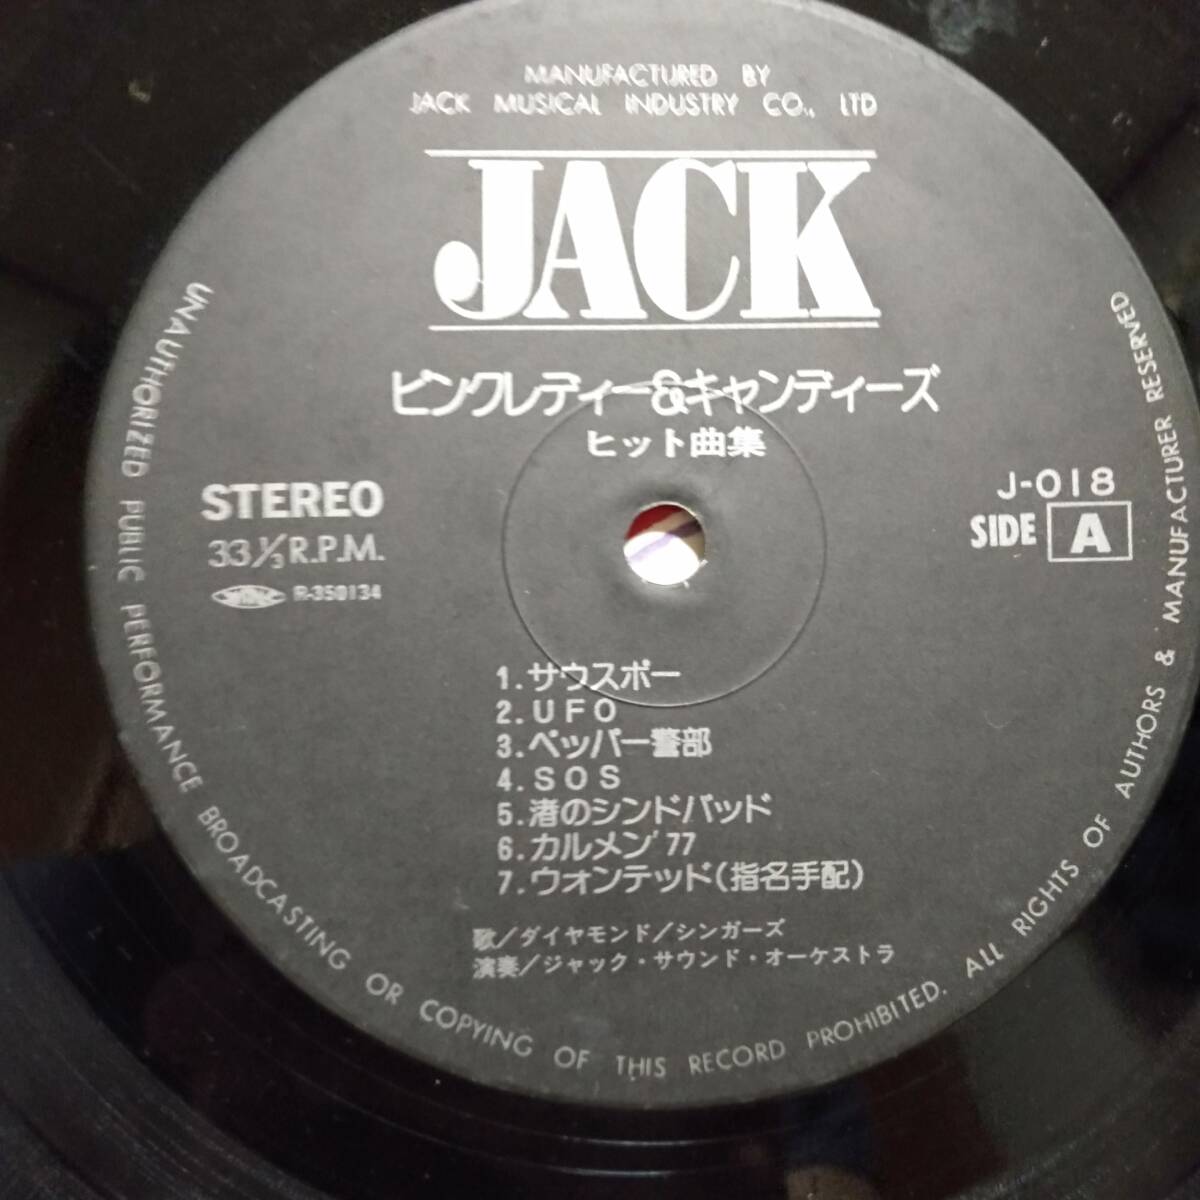 MANUFACTURED BY
JACK MUSICAL INDUSTRY CO., LTD
JACK
ピンクレディー&キャンディーズ
ヒット曲集
STEREO
33 1/3 R.P.M.
R-350134
J-018
SIDE A
1.サウスポー
2.UFO
3.ペッパー警部
4.SOS
5.渚のシンドバッド
6.カルメン'77
7.ウォンテッド(指名手配)
歌/ダイヤモンド/シンガーズ
演奏/ジャック・サウンド・オーケストラ
UNAUTHORIZED PUBLIC PERFORMANCE BROADCASTING OR COPYING OF THIS RECORD PROHIBITED. ALL RIGHTS OF AUTHORS & MANUFACTURER RESERVED